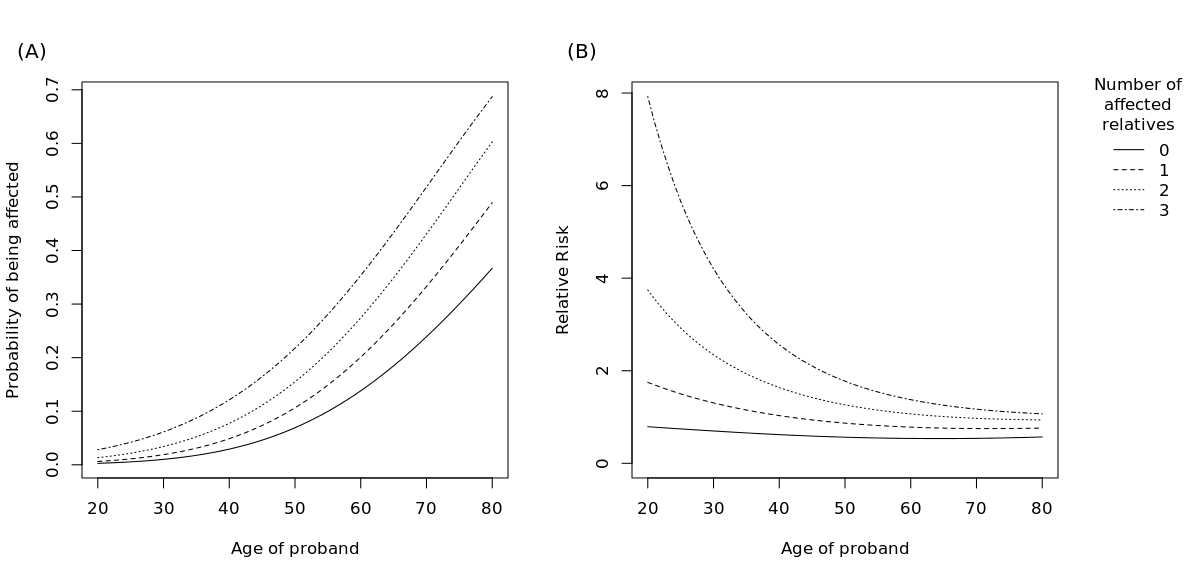 (A)
Probability of being affected
0.7
0.6
0.5
0.4
0.3
0.2
0.1
0.0
20 30 40 50 60 70 80
Age of proband
(B)
Relative Risk
8
6
4
2
0
20 30 40 50 60 70 80
Age of proband
Number of
affected
relatives
0
1
2
3